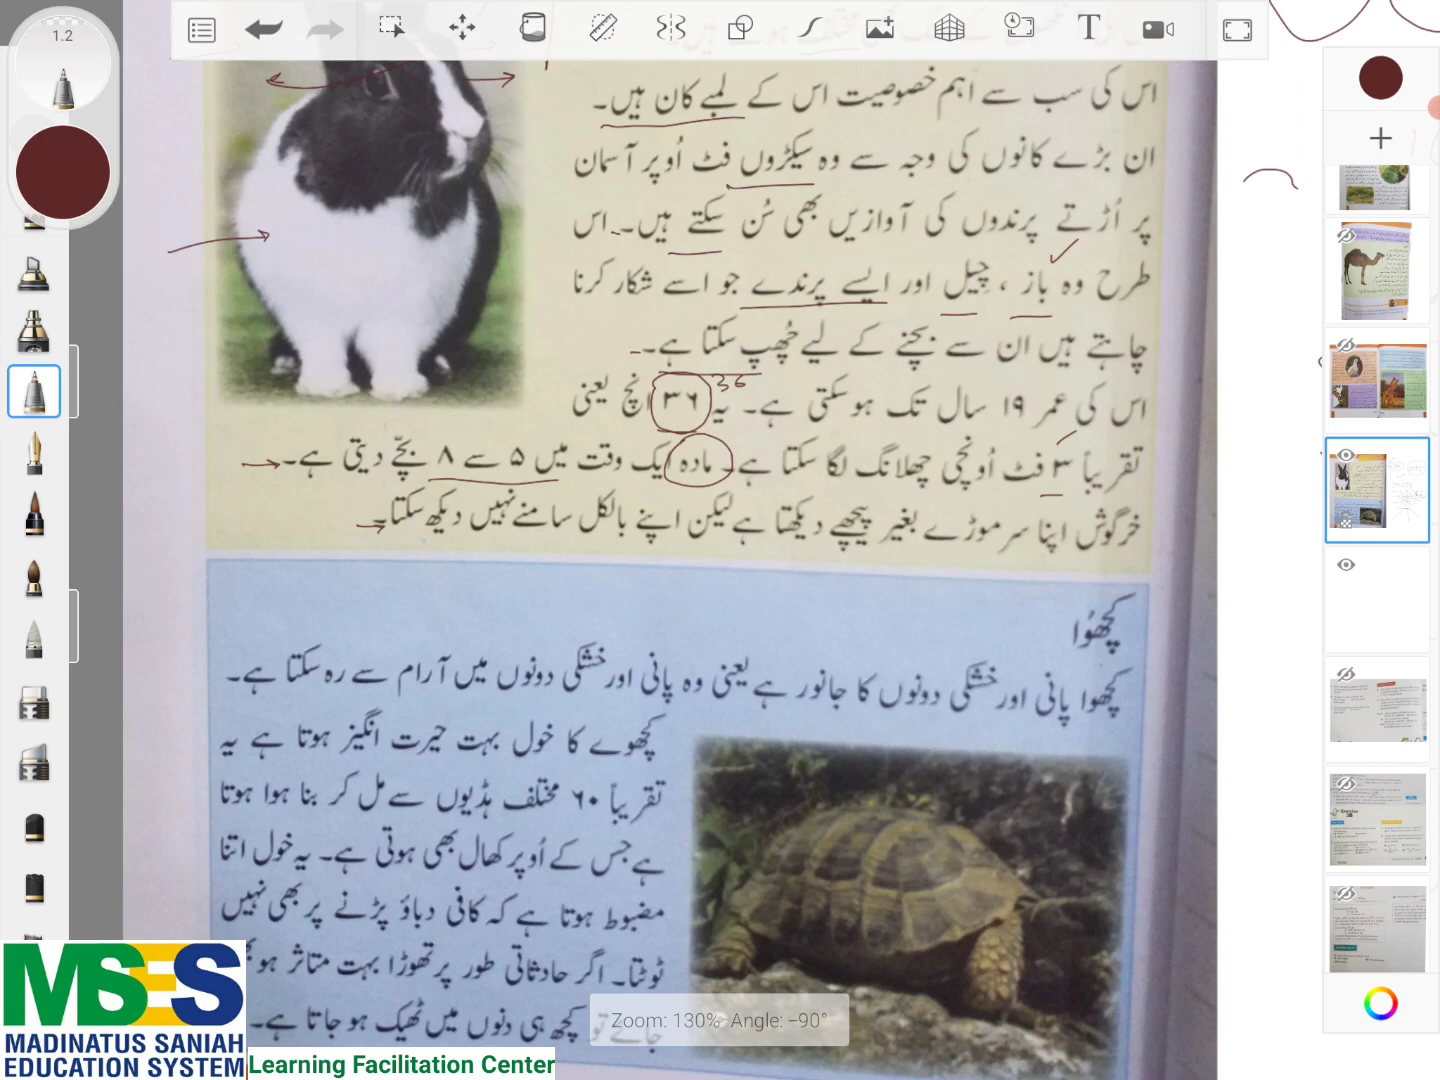 1.2
اس کی سب سے اہم خصوصیت اس کے لمبے کان ہیں۔
ان بڑے کانوں کی وجہ سے وہ سیکڑوں فٹ اُوپر آسمان
پر اُڑتے پرندوں کی آوازیں بھی سُن سکتے ہیں۔ اس
طرح وہ باز ، چیل اور ایسے پرندے جو اسے شکار کرنا
چاہتے ہیں ان سے بچنے کے لیے چُھپ سکتا ہے۔
36
اس کی عمر ۱۹ سال تک ہوسکتی ہے۔ یہ ۳۶ انچ یعنی
تقریباً ۳ فٹ اُونچی چھلانگ لگا سکتا ہے۔ مادہ ایک وقت میں ۵ سے ۸ بچّے دیتی ہے۔
خرگوش اپنا سر موڑے بغیر پیچھے دیکھتا ہے لیکن اپنے بالکل سامنے نہیں دیکھ سکتا۔
کچھوُا
کچھوا پانی اور خشکی دونوں کا جانور ہے یعنی وہ پانی اور خشکی دونوں میں آرام سے رہ سکتا ہے۔
کچھوے کا خول بہت حیرت انگیز ہوتا ہے یہ
تقریباً ۶۰ مختلف ہڈیوں سے مل کر بنا ہوا ہوتا
ہے جس کے اُوپر کھال بھی ہوتی ہے۔ یہ خول اتنا
مضبوط ہوتا ہے کہ کافی دباؤ پڑنے پر بھی نہیں
ٹوٹتا۔ اگر حادثاتی طور پر تھوڑا بہت متاثر ہو بھی
جائے تو کچھ ہی دنوں میں ٹھیک ہو جاتا ہے۔
Zoom: 130% Angle: −90°
MSES
MADINATUS SANIAH
EDUCATION SYSTEM
Learning Facilitation Center